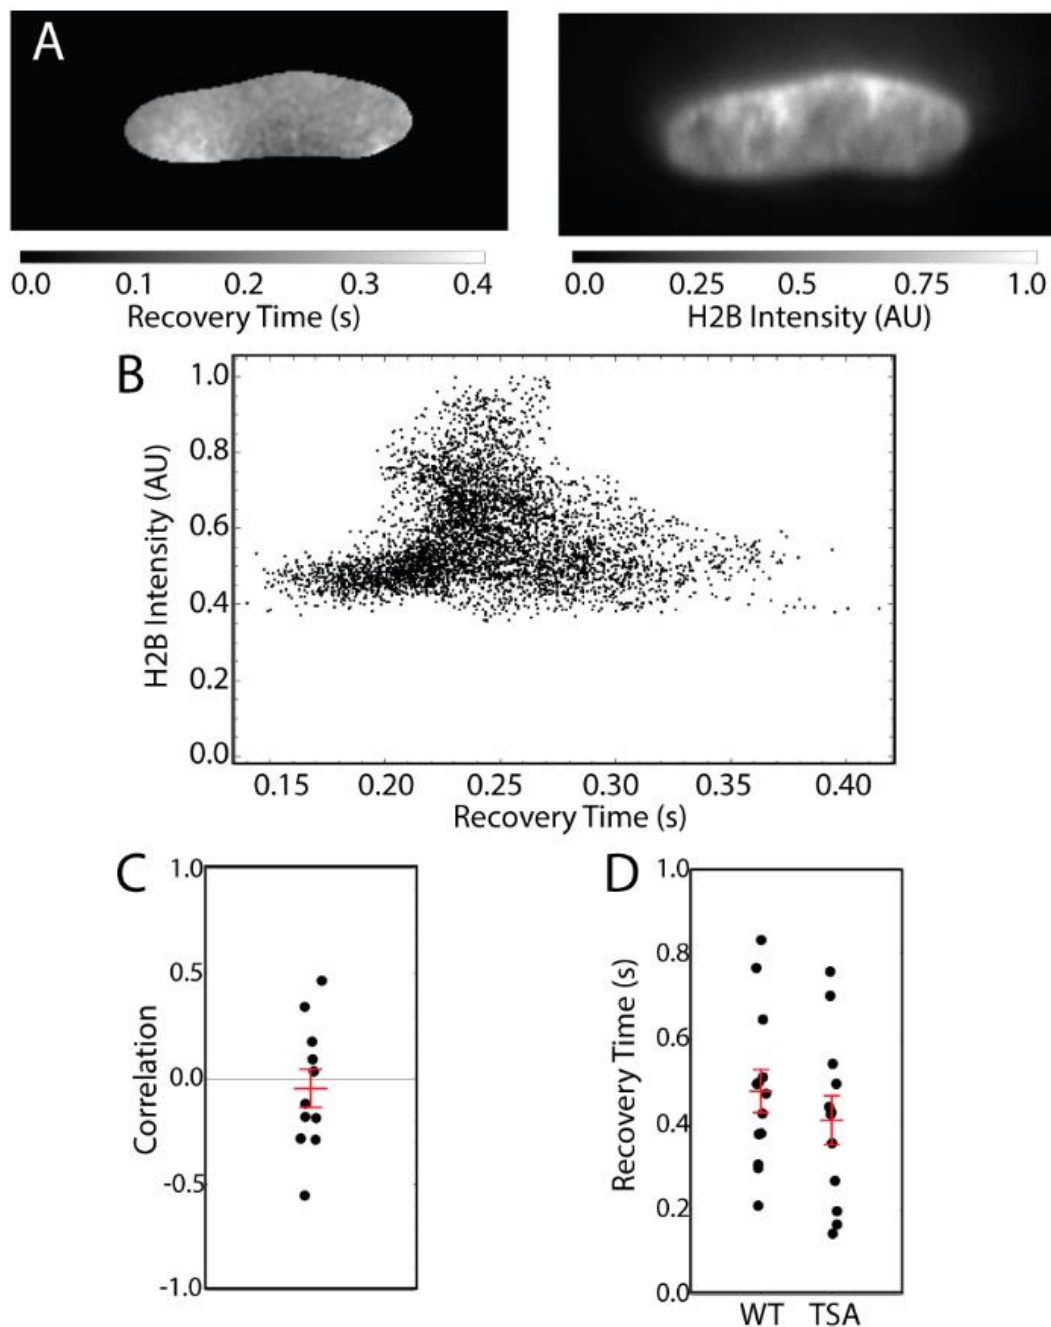 A
0.0 0.1 0.2 0.3 0.4
Recovery Time (s)
0.0 0.25 0.5 0.75 1.0
H2B Intensity (AU)
B
H2B Intensity (AU)
1.0
0.8
0.6
0.4
0.2
0.0
0.15 0.20 0.25 0.30 0.35 0.40
Recovery Time (s)
C
Correlation
1.0
0.5
0.0
-0.5
-1.0
D
Recovery Time (s)
1.0
0.8
0.6
0.4
0.2
0.0
WT TSA